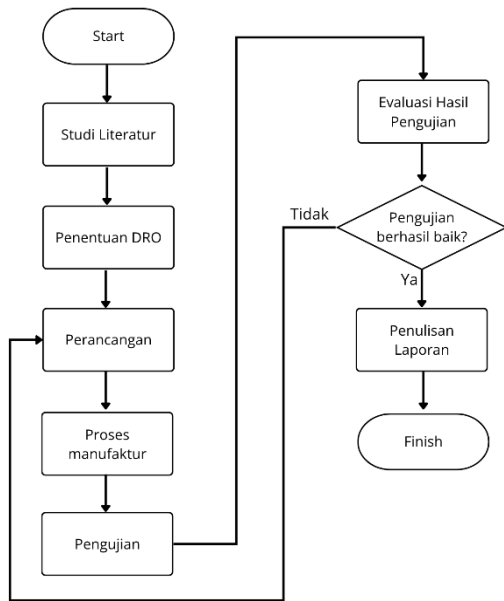 Start
Studi Literatur
Penentuan DRO
Perancangan
Proses
manufaktur
Pengujian
Evaluasi Hasil
Pengujian
Pengujian
berhasil baik?
Tidak
Ya
Penulisan
Laporan
Finish